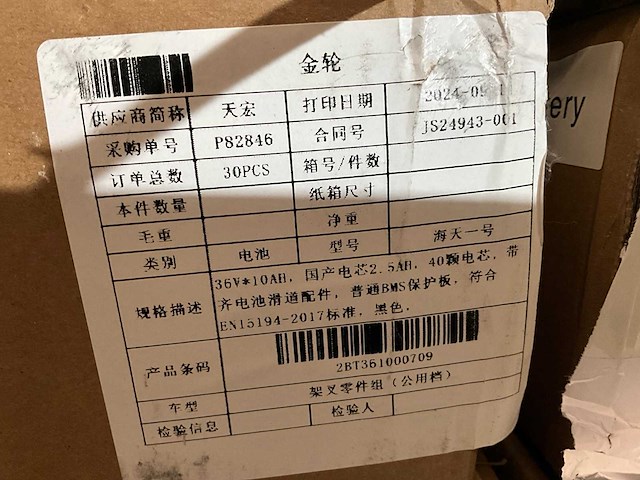 金轮
供应商简称 天宏 打印日期 2024-09
采购单号 P82846 合同号 JS24943-001
订单总数 30PCS 箱号/件数
本件数量 纸箱尺寸
毛重 净重
类别 电池 型号 海天一号
规格描述 36V*10AH, 国产电芯2.5AH, 40颗电芯, 带
齐电池滑道配件, 普通BMS保护板, 符合
EN15194-2017标准, 黑色.
产品条码 2BT361000709
车型 架叉零件组 (公用档)
检验信息 检验人
ery